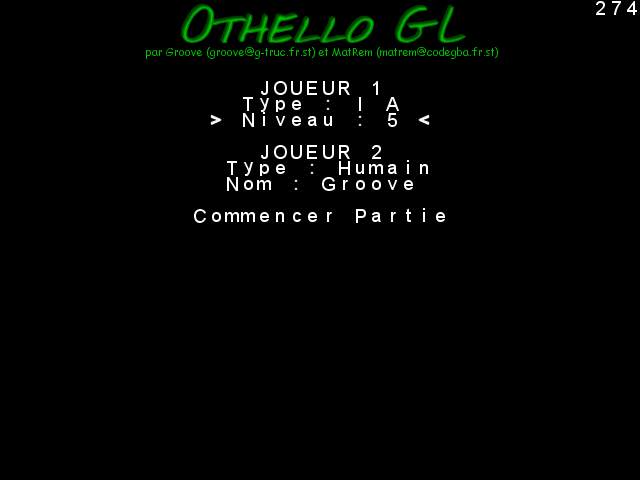 274
OTHELLO GL
par Groove (groove@g-truc.fr.st) et MatRem (matrem@codegba.fr.st)
JOUEUR 1
Type : IA
> Niveau : 5 <
JOUEUR 2
Type : Humain
Nom : Groove
Commencer Partie